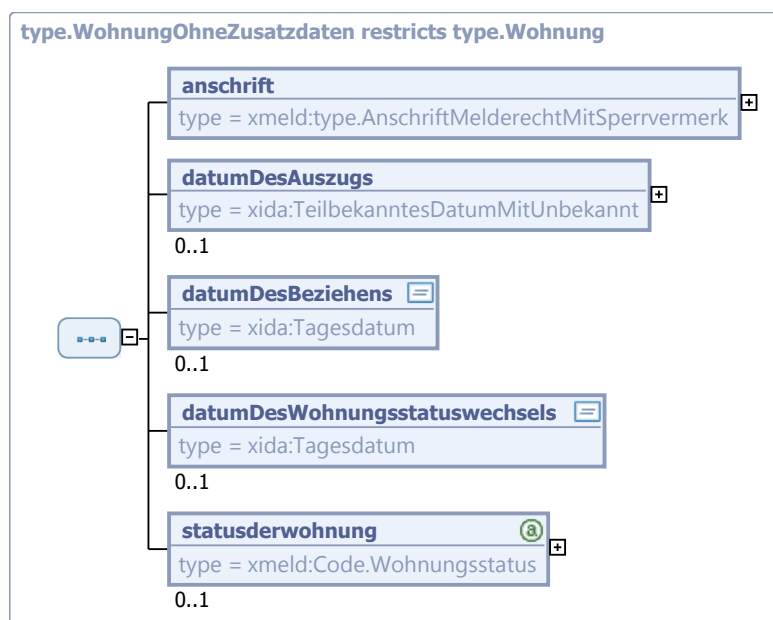 type.WohnungOhneZusatzdaten restricts type.Wohnung
anschrift
type = xmeld:type.AnschriftMelderechtMitSperrvermerk
datumDesAuszugs
type = xida:TeilbekanntesDatumMitUnbekannt
0..1
datumDesBeziehens
type = xida:Tagesdatum
0..1
datumDesWohnungsstatuswechsels
type = xida:Tagesdatum
0..1
statusderwohnung a
type = xmeld:Code.Wohnungsstatus
0..1